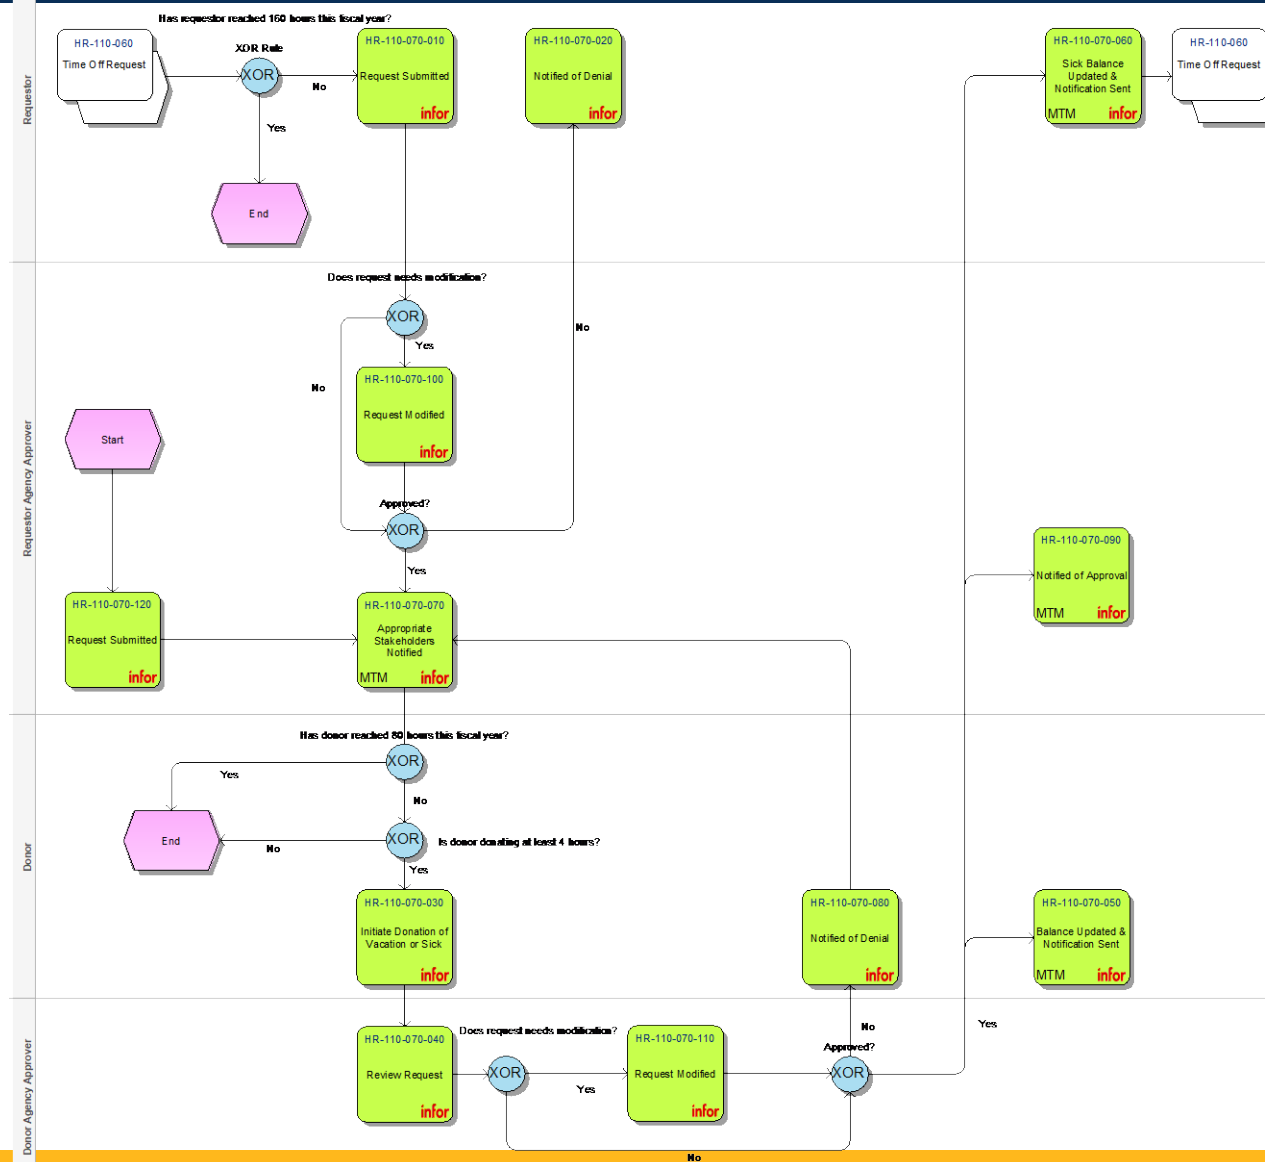 Has requestor reached 160 hours this fiscal year?
Requestor
HR-110-060
Time Off Request
XOR Rule
XOR
No
Yes
End
HR-110-070-010
Request Submitted
infor
HR-110-070-020
Notified of Denial
infor
HR-110-070-060
Sick Balance
Updated &
Notification Sent
MTM
infor
HR-110-060
Time Off Request
Requestor Agency Approver
Does request needs modification?
XOR
Yes
No
No
HR-110-070-100
Request Modified
infor
Start
Approved?
XOR
Yes
HR-110-070-090
Notified of Approval
MTM
infor
HR-110-070-120
Request Submitted
infor
HR-110-070-070
Appropriate
Stakeholders
Notified
MTM
infor
Donor
Has donor reached 80 hours this fiscal year?
XOR
Yes
No
End
XOR
Is donor donating at least 4 hours?
No
Yes
HR-110-070-030
Initiate Donation of
Vacation or Sick
infor
HR-110-070-080
Notified of Denial
infor
HR-110-070-050
Balance Updated &
Notification Sent
MTM
infor
Donor Agency Approver
HR-110-070-040
Review Request
infor
Does request needs modification?
XOR
Yes
No
HR-110-070-110
Request Modified
infor
No
Approved?
XOR
Yes